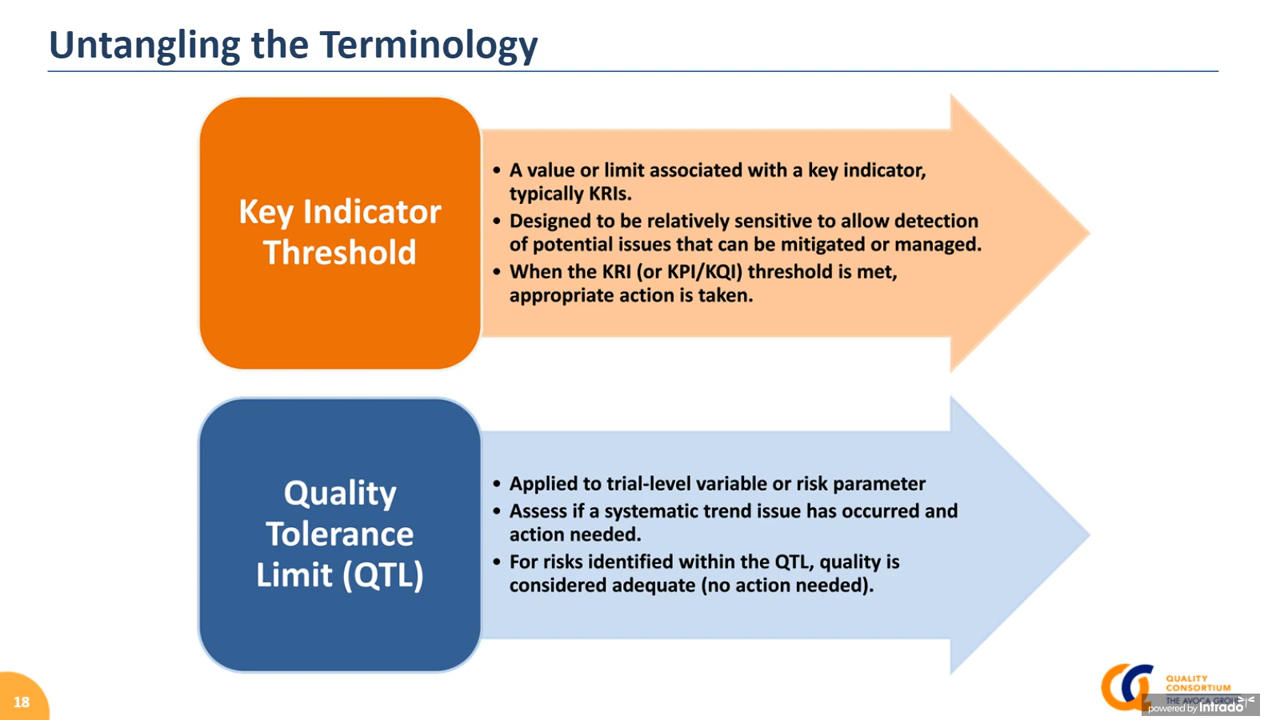 Untangling the Terminology
Key Indicator
Threshold
• A value or limit associated with a key indicator,
typically KRIs.
• Designed to be relatively sensitive to allow detection
of potential issues that can be mitigated or managed.
• When the KRI (or KPI/KQI) threshold is met,
appropriate action is taken.
Quality
Tolerance
Limit (QTL)
• Applied to trial-level variable or risk parameter
• Assess if a systematic trend issue has occurred and
action needed.
• For risks identified within the QTL, quality is
considered adequate (no action needed).
18
QUALITY
CONSORTIUM
THE AVOCA GROUP
powered by intrado